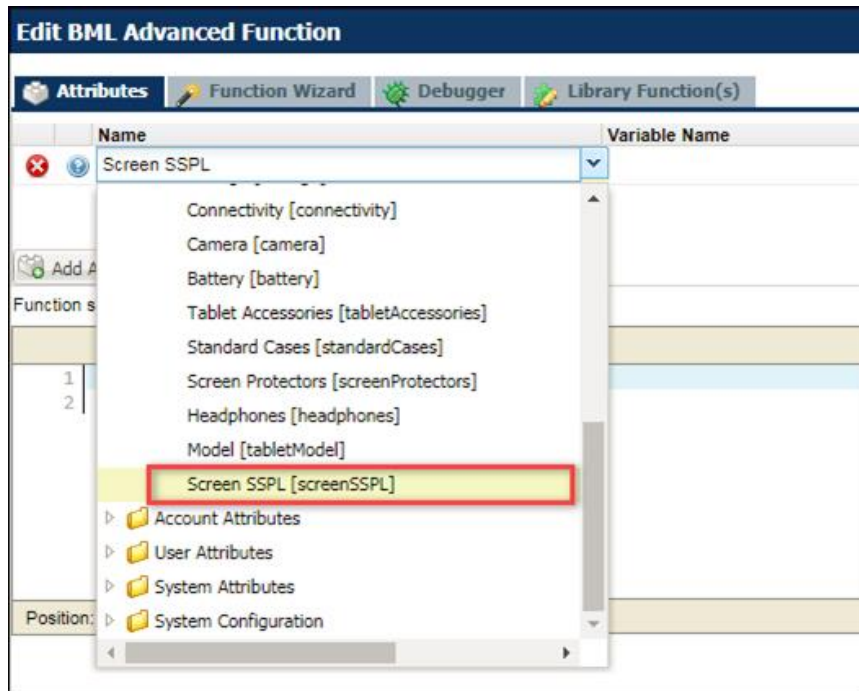 Edit BML Advanced Function
Attributes Function Wizard Debugger Library Function(s)
Name Variable Name
Screen SSPL
Connectivity [connectivity]
Camera [camera]
Add A
Battery [battery]
Function s
Tablet Accessories [tabletAccessories]
Standard Cases [standardCases]
1
Screen Protectors [screenProtectors]
2
Headphones [headphones]
Model [tabletModel]
Screen SSPL [screenSSPL]
Account Attributes
User Attributes
System Attributes
Position:
System Configuration